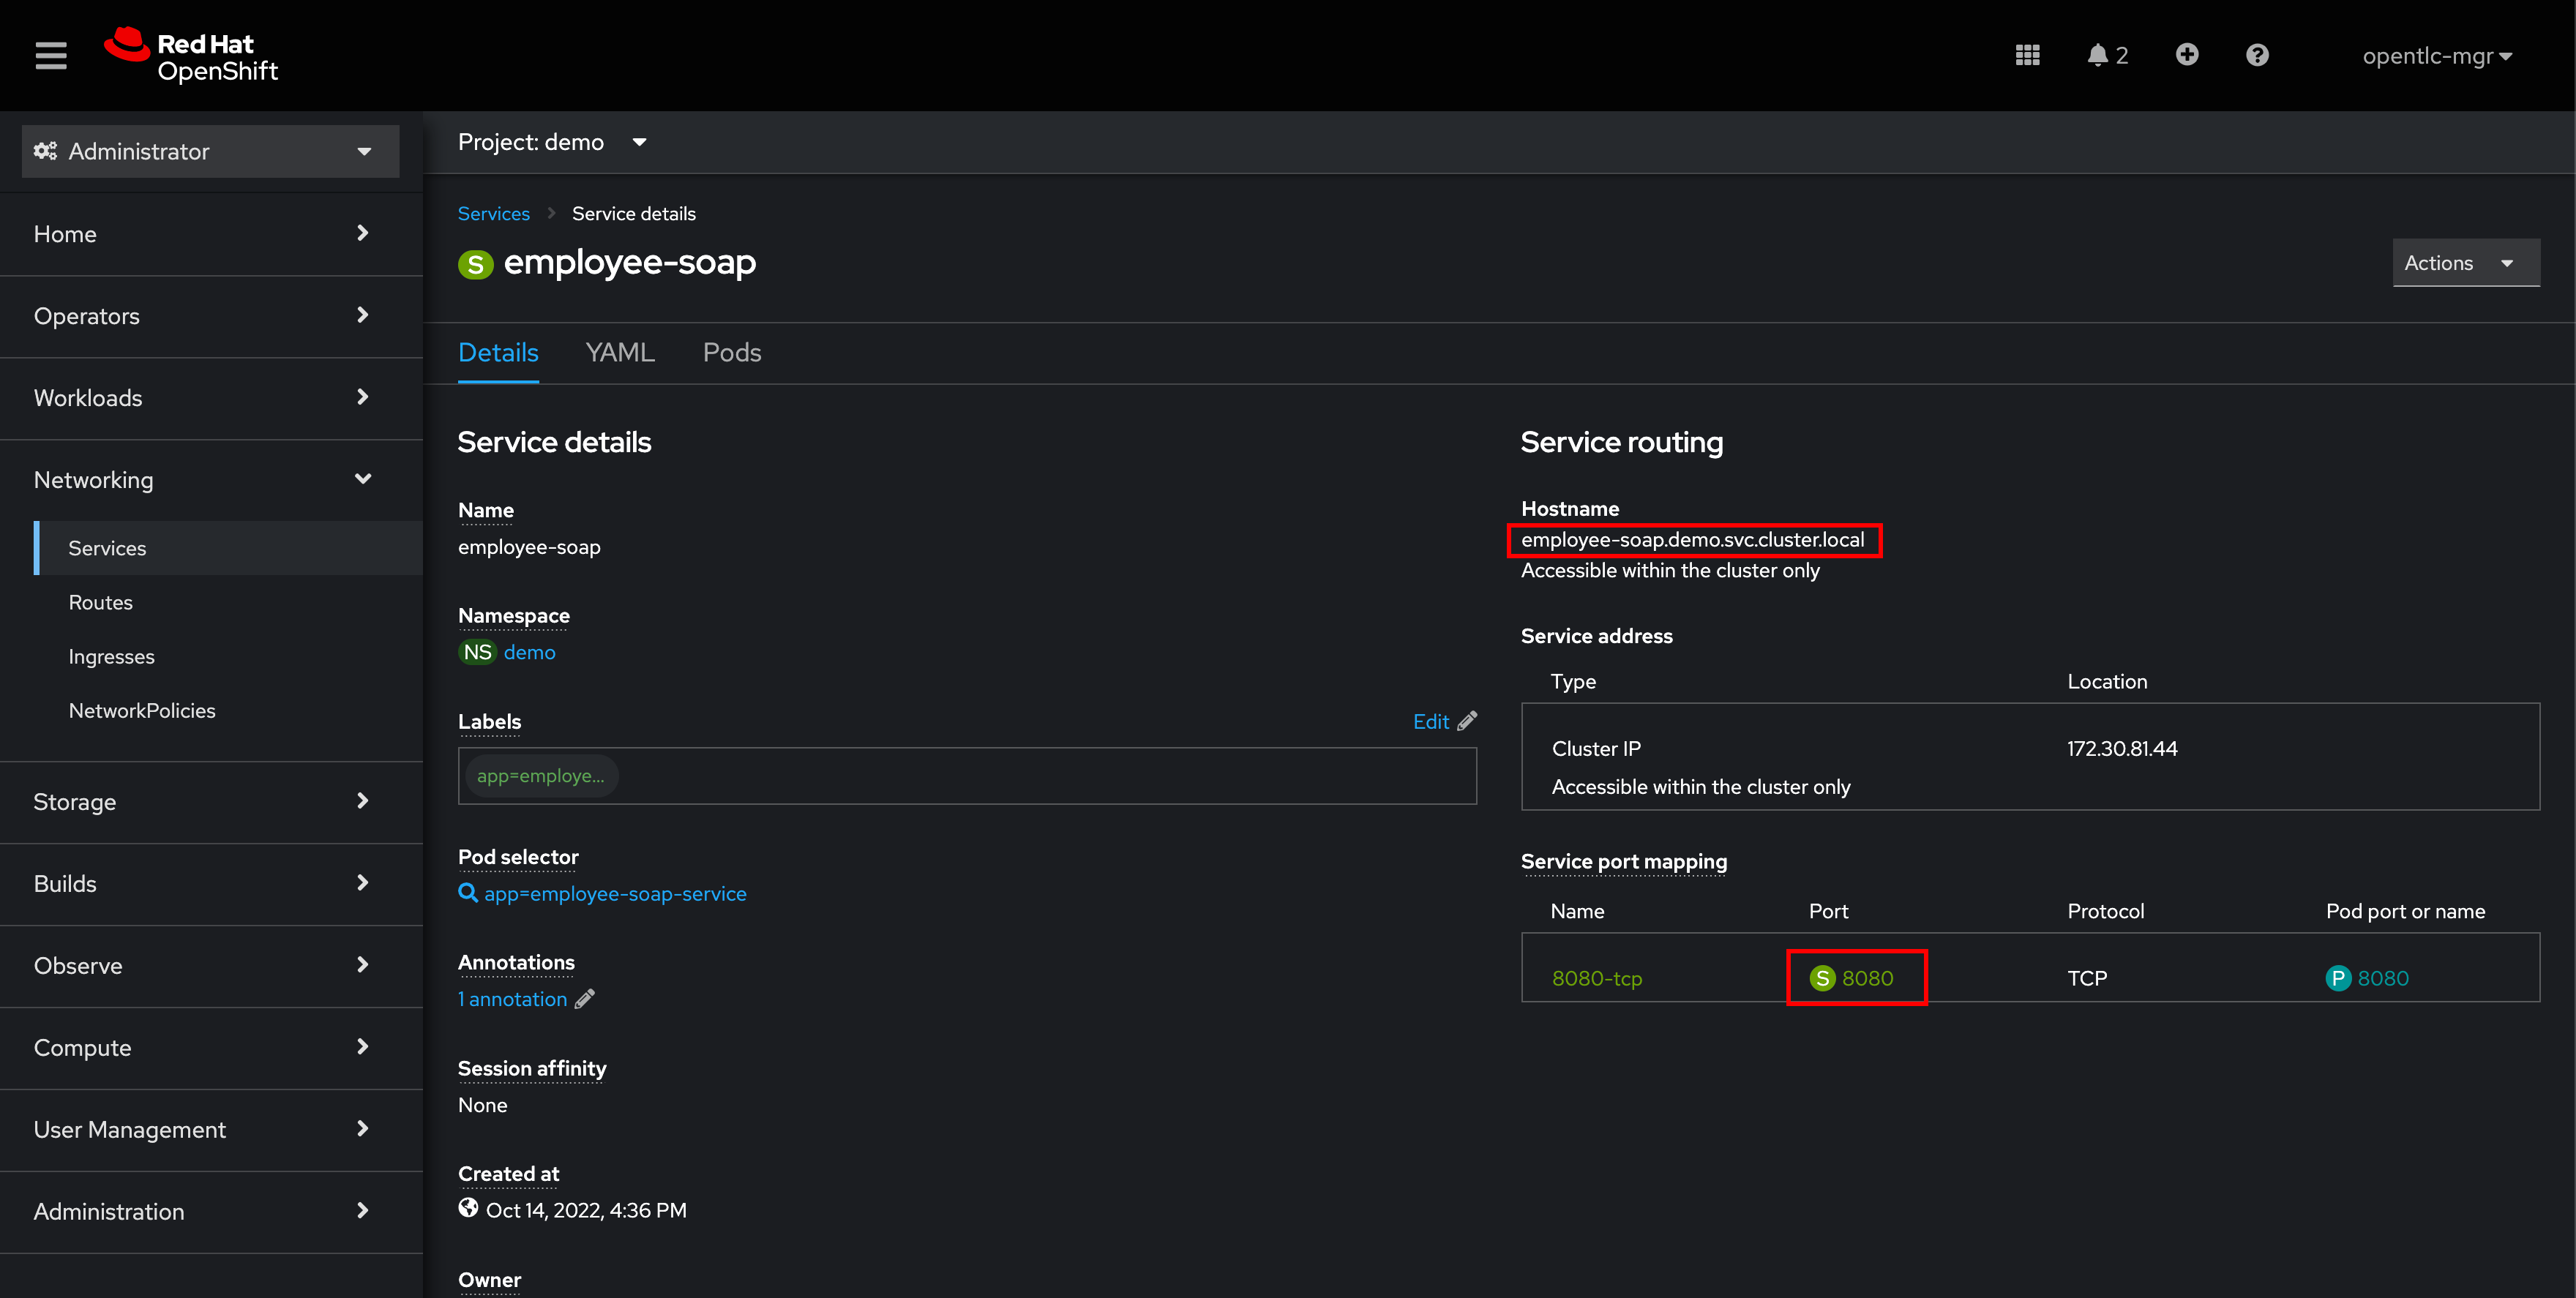 Red Hat
OpenShift
2
opentlc-mgr
Administrator
Home
Operators
Workloads
Networking
Services
Routes
Ingresses
NetworkPolicies
Storage
Builds
Observe
Compute
User Management
Administration
Project: demo
Services
Service details
S employee-soap
Actions
Details
YAML
Pods
Service details
Name
employee-soap
Namespace
NS demo
Labels
Edit
app=employe...
Pod selector
app=employee-soap-service
Annotations
1 annotation
Session affinity
None
Created at
Oct 14, 2022, 4:36 PM
Owner
Service routing
Hostname
employee-soap.demo.svc.cluster.local
Accessible within the cluster only
Service address
Type Location
Cluster IP 172.30.81.44
Accessible within the cluster only
Service port mapping
Name Port Protocol Pod port or name
8080-tcp S 8080 TCP P 8080